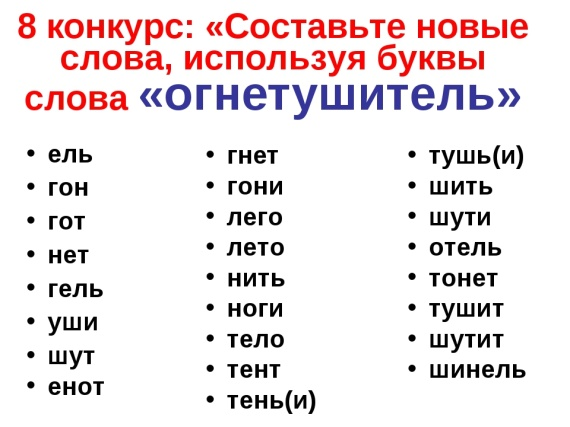 8 конкурс: «Составьте новые
слова, используя буквы
слова «огнетушитель»
• ель
• гон
• гот
• нет
• гель
• уши
• шут
• енот
• гнет
• гони
• лего
• лето
• нить
• ноги
• тело
• тент
• тень(и)
• тушь(и)
• шить
• шути
• отель
• тонет
• тушит
• шутит
• шинель